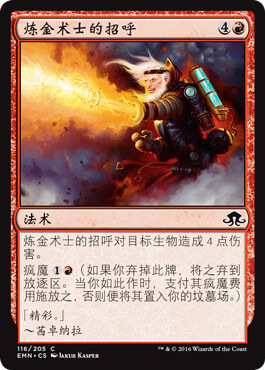 炼金术士的招呼 4
法术
炼金术士的招呼对目标生物造成4点伤
害。
疯魔1（如果你弃掉此牌，将之弃到
放逐区。当你如此作时，支付其疯魔费
用施放之，否则便将其置入你的坟墓场。）
「精彩。」
～茜卓纳拉
116/205 C
EMN • CS Jakub Kasper
™ & © 2016 Wizards of the Coast